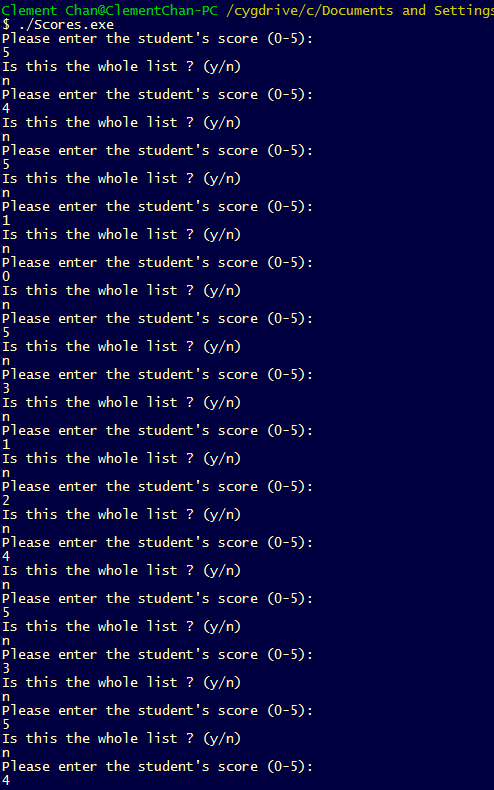 Clement Chan@ClementChan-PC /cygdrive/c/Documents and Settings
$ ./Scores.exe
Please enter the student's score (0-5):
5
Is this the whole list ? (y/n)
n
Please enter the student's score (0-5):
4
Is this the whole list ? (y/n)
n
Please enter the student's score (0-5):
5
Is this the whole list ? (y/n)
n
Please enter the student's score (0-5):
1
Is this the whole list ? (y/n)
n
Please enter the student's score (0-5):
0
Is this the whole list ? (y/n)
n
Please enter the student's score (0-5):
5
Is this the whole list ? (y/n)
n
Please enter the student's score (0-5):
3
Is this the whole list ? (y/n)
n
Please enter the student's score (0-5):
1
Is this the whole list ? (y/n)
n
Please enter the student's score (0-5):
2
Is this the whole list ? (y/n)
n
Please enter the student's score (0-5):
4
Is this the whole list ? (y/n)
n
Please enter the student's score (0-5):
5
Is this the whole list ? (y/n)
n
Please enter the student's score (0-5):
3
Is this the whole list ? (y/n)
n
Please enter the student's score (0-5):
5
Is this the whole list ? (y/n)
n
Please enter the student's score (0-5):
4